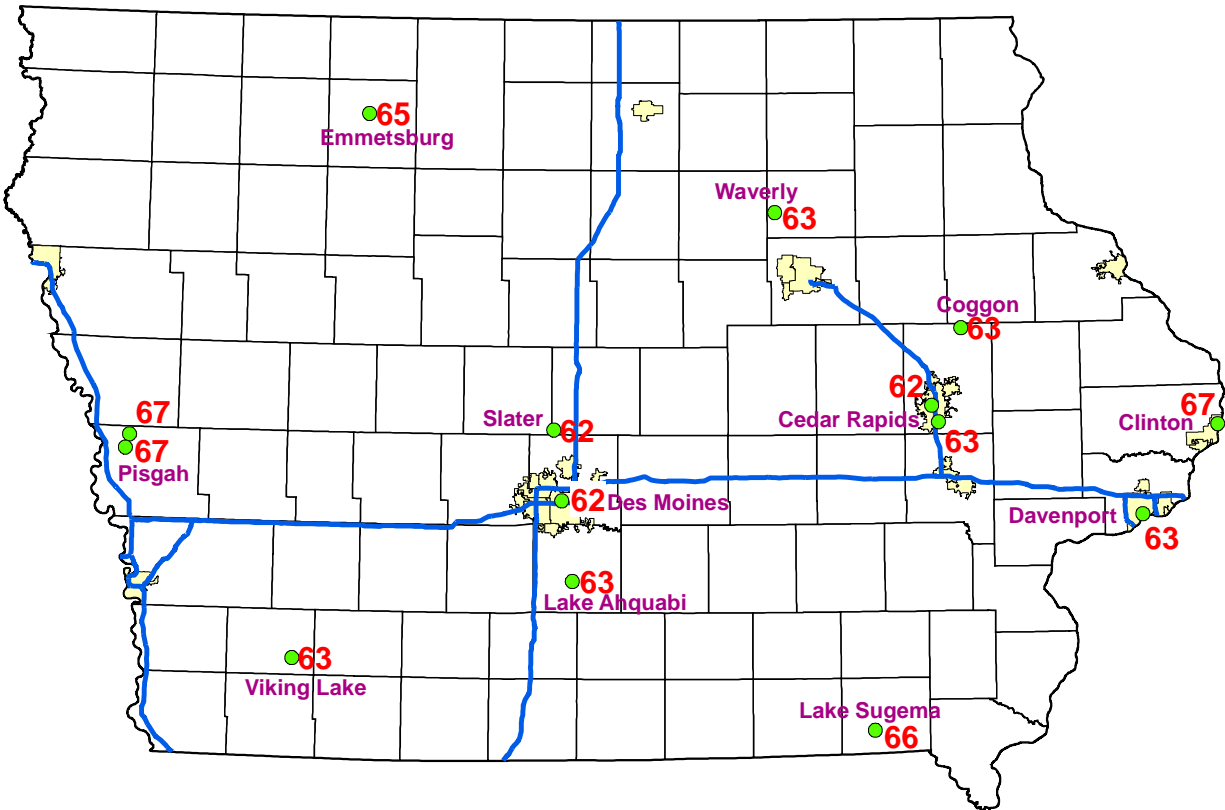 65
Emmetsburg
Waverly
63
Coggon
63
62
Cedar Rapids
63
67
Clinton
67
67
Pisgah
Slater
62
62
Des Moines
Davenport
63
63
Lake Ahquabi
63
Viking Lake
Lake Sugema
66